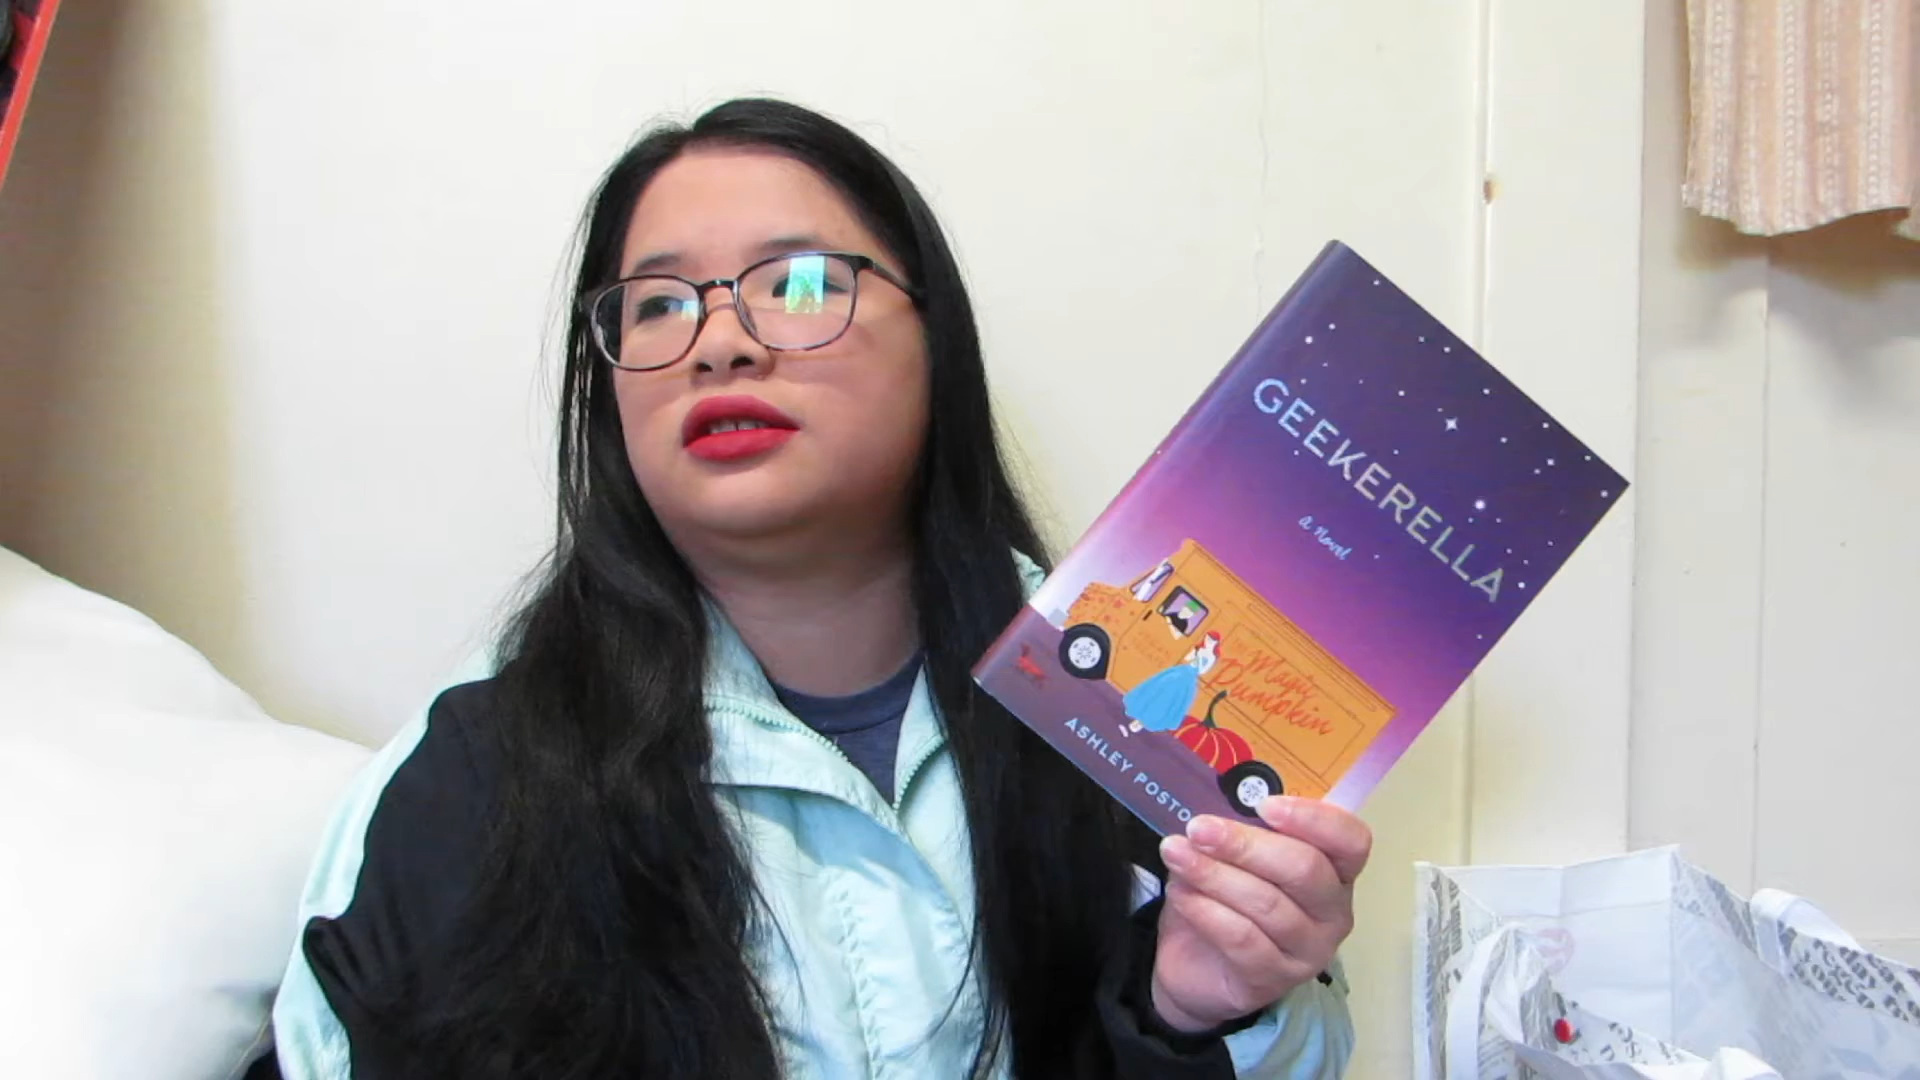 GEEKERELLA
a Novel
The Magic
Pumpkin
ASHLEY POSTO